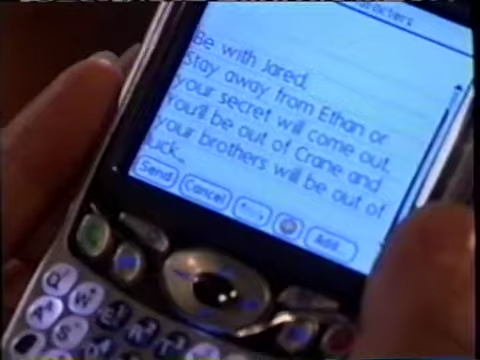 Be with Jared.
Stay away from Ethan or
your secret will come out.
You'll be out of Crane and
your brothers will be out of
luck.
Send Cancel Add...
Q W E R T
A S